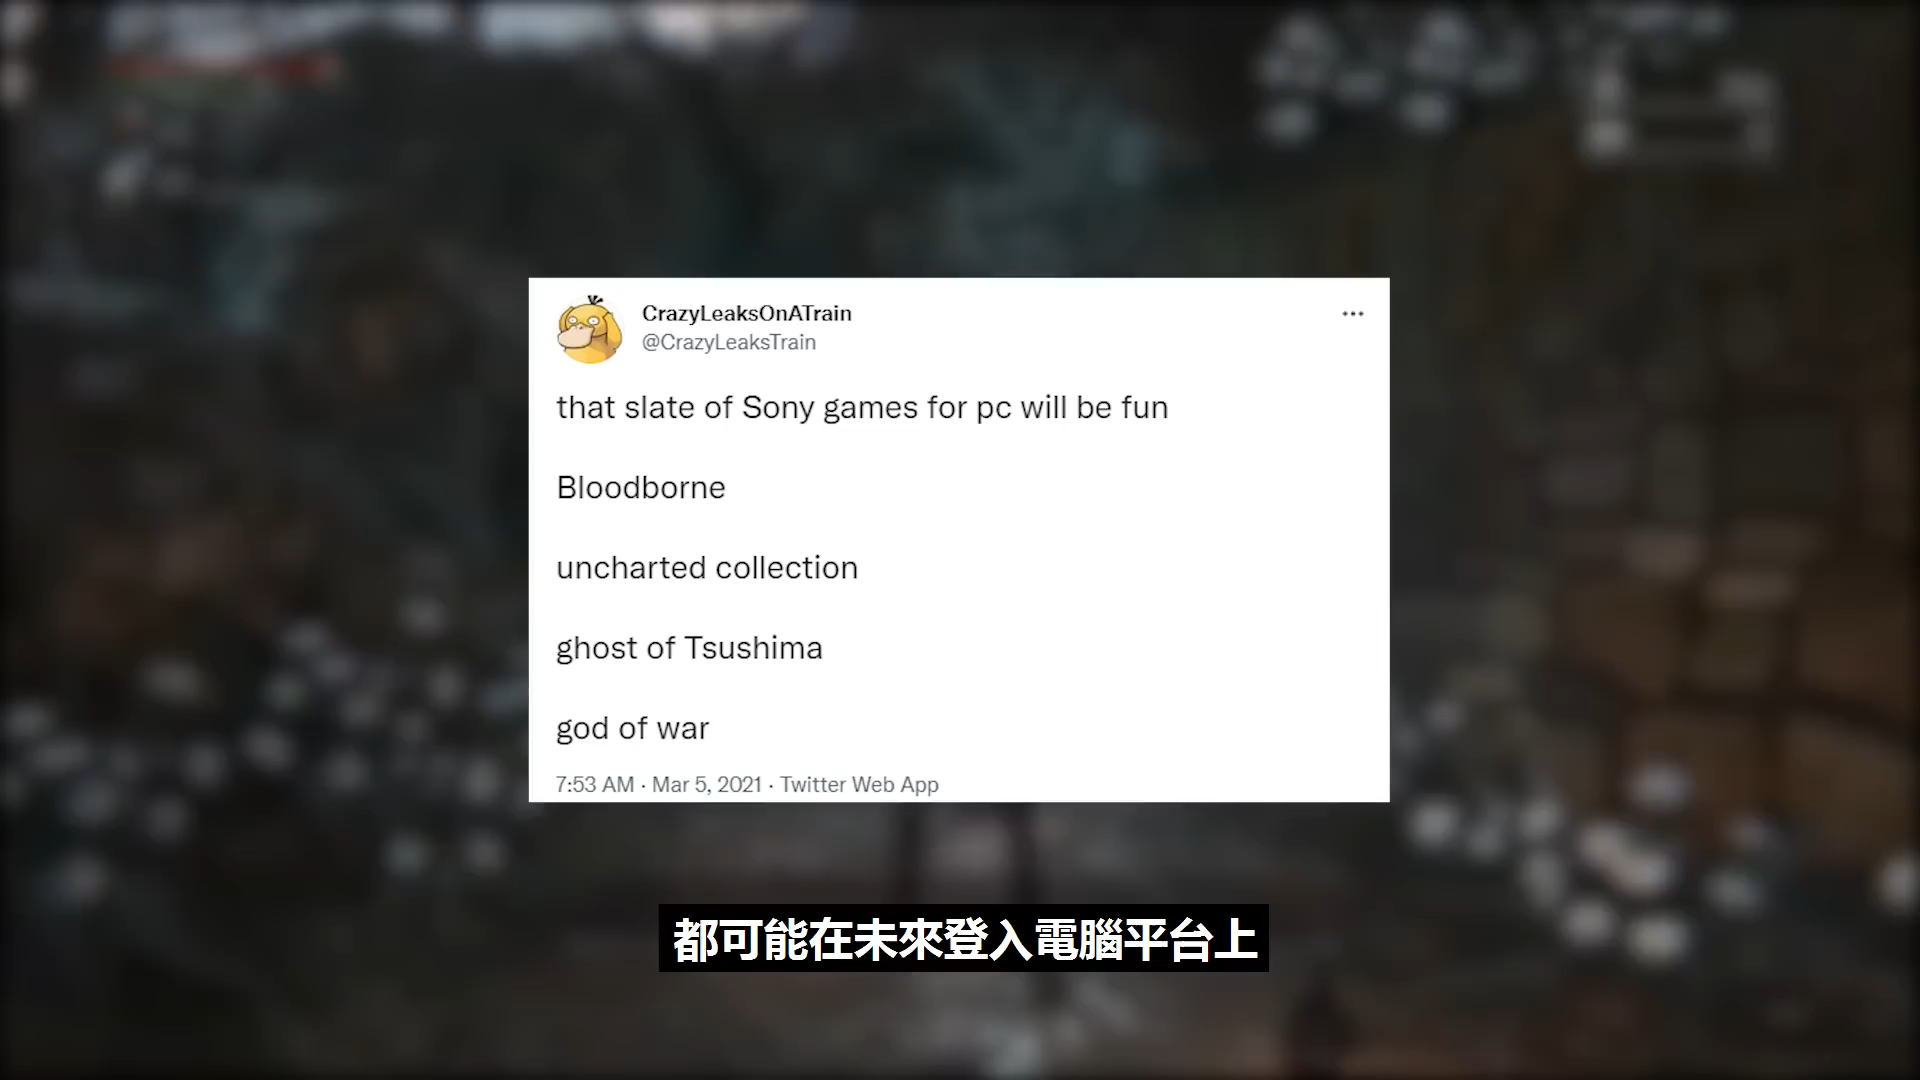 CrazyLeaksOnATrain
@CrazyLeaksTrain
that slate of Sony games for pc will be fun
Bloodborne
uncharted collection
ghost of Tsushima
god of war
7:53 AM · Mar 5, 2021 · Twitter Web App
都可能在未來登入電腦平台上